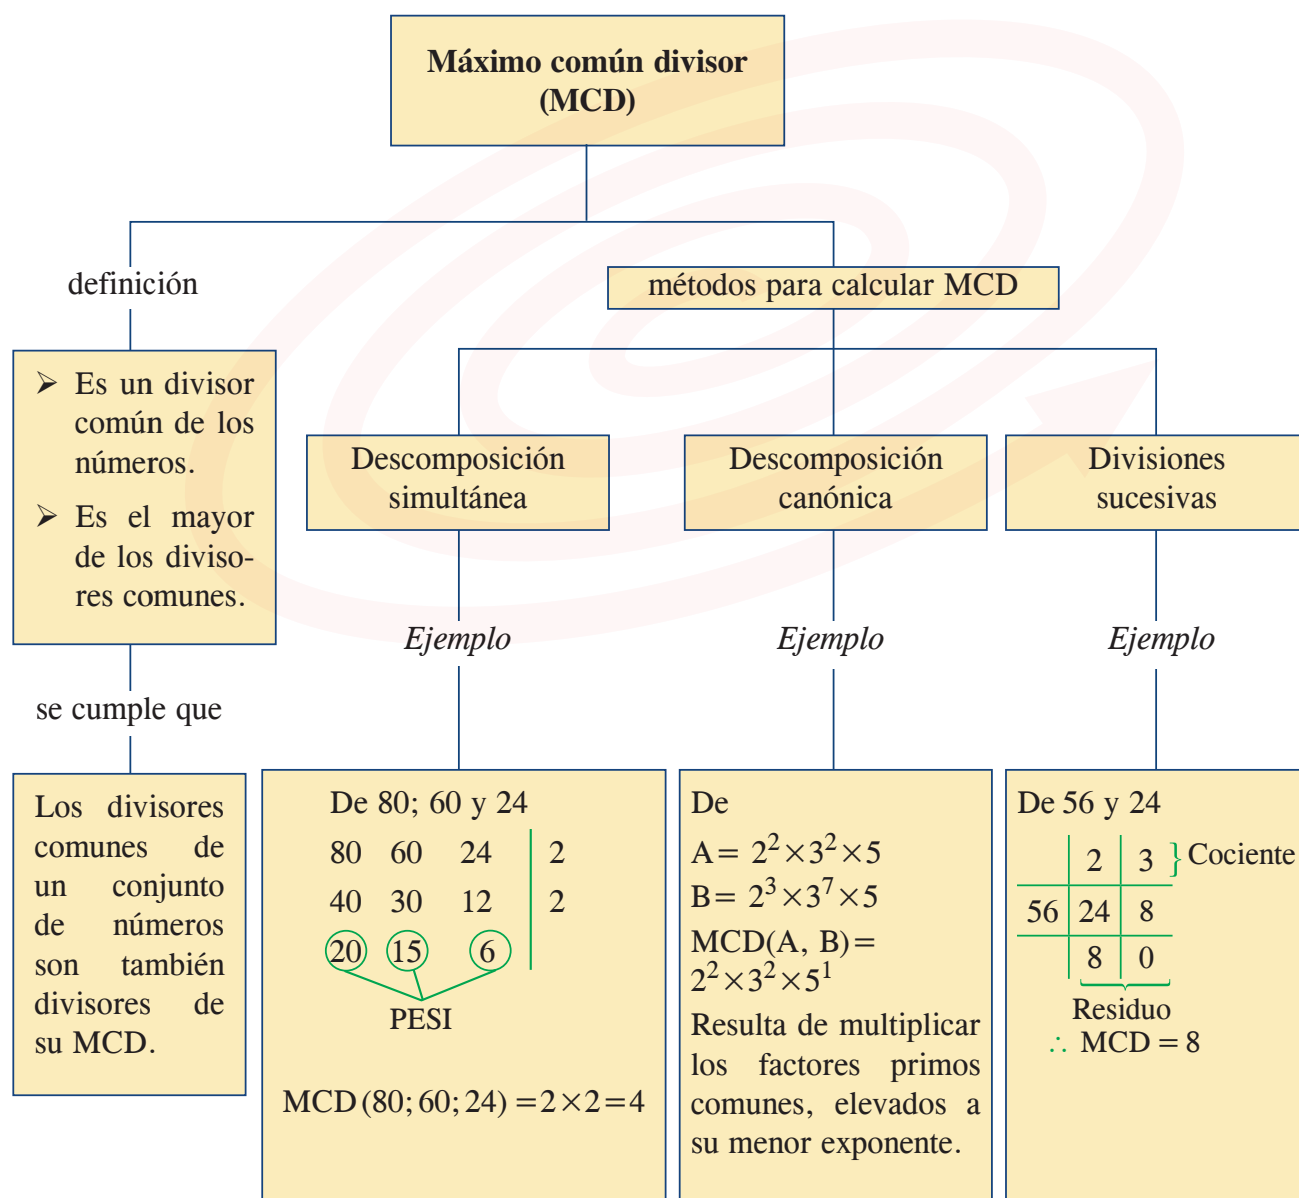 Máximo común divisor
(MCD)
definición
métodos para calcular MCD
➤ Es un divisor
común de los
números.
➤ Es el mayor
de los diviso-
res comunes.
Descomposición
simultánea
Descomposición
canónica
Divisiones
sucesivas
Ejemplo
Ejemplo
Ejemplo
se cumple que
Los divisores
comunes de
un conjunto
de números
son también
divisores de
su MCD.
De 80; 60 y 24
80 60 24 | 2
40 30 12 | 2
20 15 6
PESI
MCD (80; 60; 24) = 2 × 2 = 4
De
A = 2² × 3² × 5
B = 2³ × 3⁷ × 5
MCD(A, B) =
2² × 3² × 5¹
Resulta de multiplicar
los factores primos
comunes, elevados a
su menor exponente.
De 56 y 24
2 3 } Cociente
56 24 8
8 0
Residuo
∴ MCD = 8